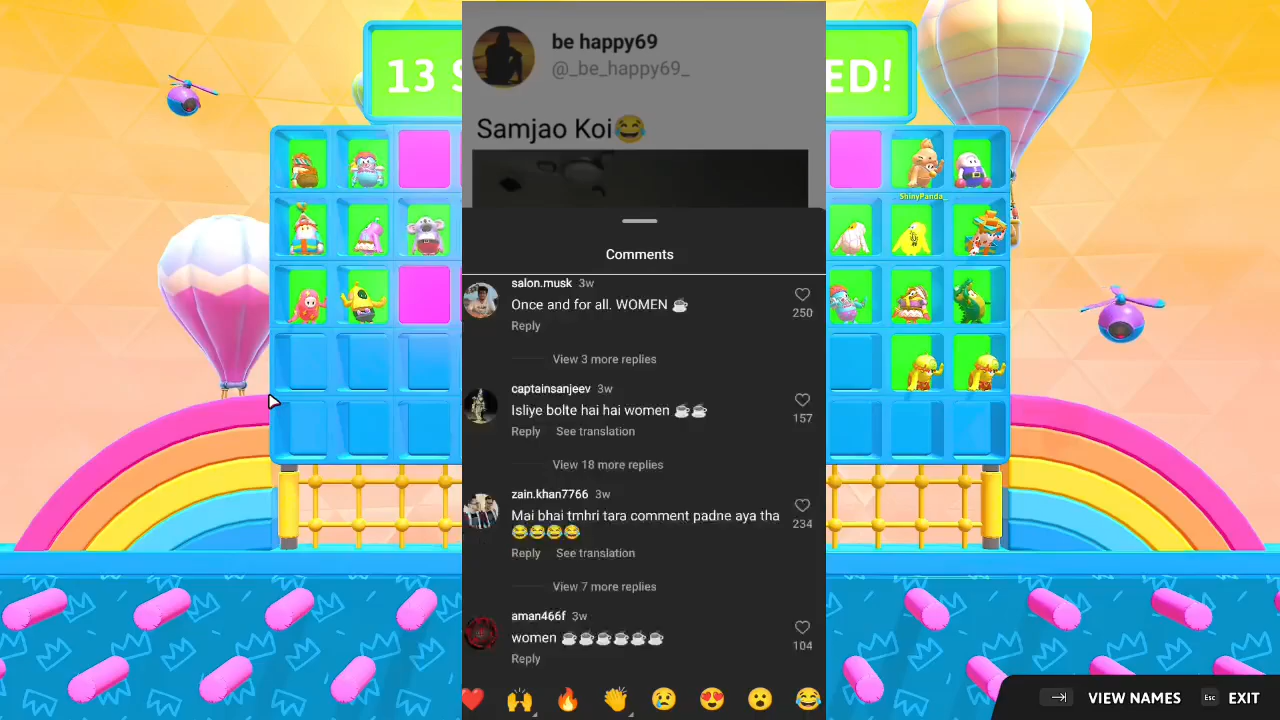 13 S
ED!
be happy69
@_be_happy69_
Samjao Koi😂
ShinyPanda_
Comments
salon.musk 3w
Once and for all. WOMEN ☕
250
Reply
View 3 more replies
captainsanjeev 3w
Isliye bolte hai hai women ☕☕
157
Reply See translation
View 18 more replies
zain.khan7766 3w
Mai bhai tmhri tara comment padne aya tha
😂😂😂😂
234
Reply See translation
View 7 more replies
aman466f 3w
women ☕☕☕☕☕☕
104
Reply
VIEW NAMES
Esc EXIT